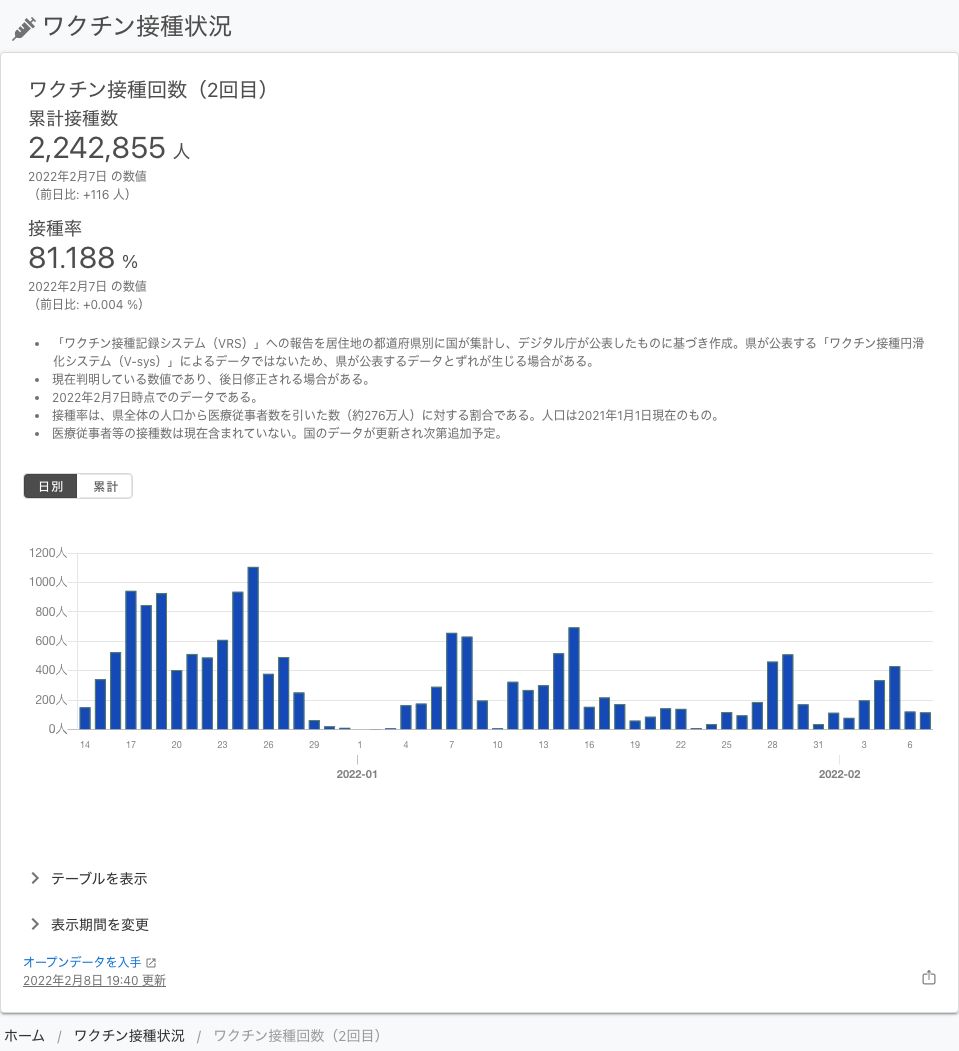 ワクチン接種状況
ワクチン接種回数（2回目）
累計接種数
2,242,855 人
2022年2月7日 の数値
（前日比: +116 人）
接種率
81.188 %
2022年2月7日 の数値
（前日比: +0.004 %）
• 「ワクチン接種記録システム（VRS）」への報告を居住地の都道府県別に国が集計し、デジタル庁が公表したものに基づき作成。県が公表する「ワクチン接種円滑
化システム（V-sys）」によるデータではないため、県が公表するデータとずれが生じる場合がある。
• 現在判明している数値であり、後日修正される場合がある。
• 2022年2月7日時点でのデータである。
• 接種率は、県全体の人口から医療従事者数を引いた数（約276万人）に対する割合である。人口は2021年1月1日現在のもの。
• 医療従事者等の接種数は現在含まれていない。国のデータが更新され次第追加予定。
日別 累計
1200人
1000人
800人
600人
400人
200人
0人
14 17 20 23 26 29 1 4 7 10 13 16 19 22 25 28 31 3 6
2022-01 2022-02
テーブルを表示
表示期間を変更
オープンデータを入手
2022年2月8日 19:40 更新
ホーム / ワクチン接種状況 / ワクチン接種回数（2回目）